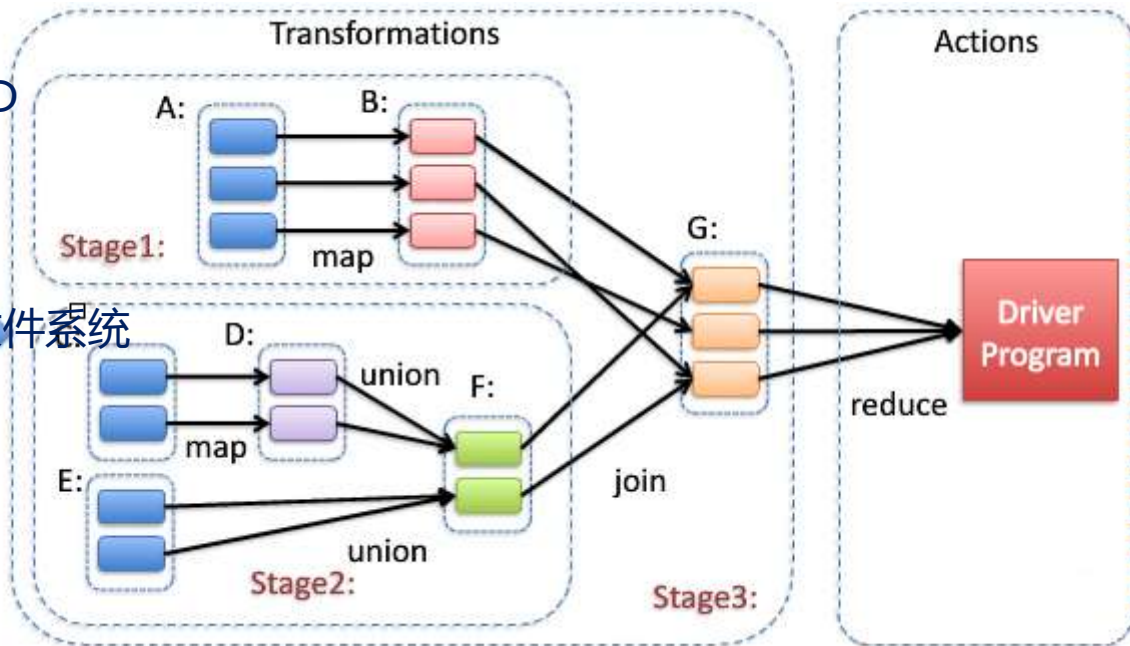 Transformations
Actions
D
A:
B:
Stage1:
map
G:
件系统
D:
union
F:
map
E:
union
Stage2:
join
Stage3:
reduce
Driver
Program